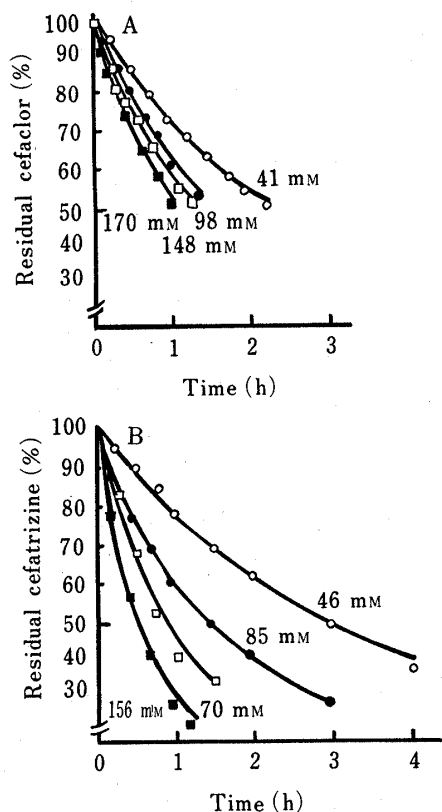 A
Residual cefaclor (%)
100
90
80
70
60
50
40
30
41 mM
98 mM
170 mM
148 mM
0 1 2 3
Time (h)
B
Residual cefatrizine (%)
100
90
80
70
60
50
40
30
46 mM
85 mM
70 mM
156 mM
0 1 2 3 4
Time (h)